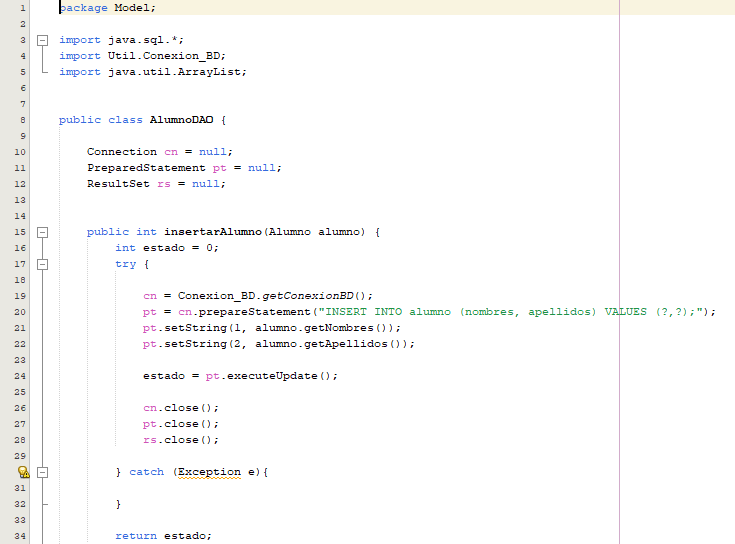 1 package Model;
2
3 import java.sql.*;
4 import Util.Conexion_BD;
5 import java.util.ArrayList;
6
7
8 public class AlumnoDAO {
9
10 Connection cn = null;
11 PreparedStatement pt = null;
12 ResultSet rs = null;
13
14
15 public int insertarAlumno(Alumno alumno) {
16 int estado = 0;
17 try {
18
19 cn = Conexion_BD.getConexionBD();
20 pt = cn.prepareStatement("INSERT INTO alumno (nombres, apellidos) VALUES (?,?);");
21 pt.setString(1, alumno.getNombres());
22 pt.setString(2, alumno.getApellidos());
23
24 estado = pt.executeUpdate();
25
26 cn.close();
27 pt.close();
28 rs.close();
29
} catch (Exception e){
31
32 }
33
34 return estado;